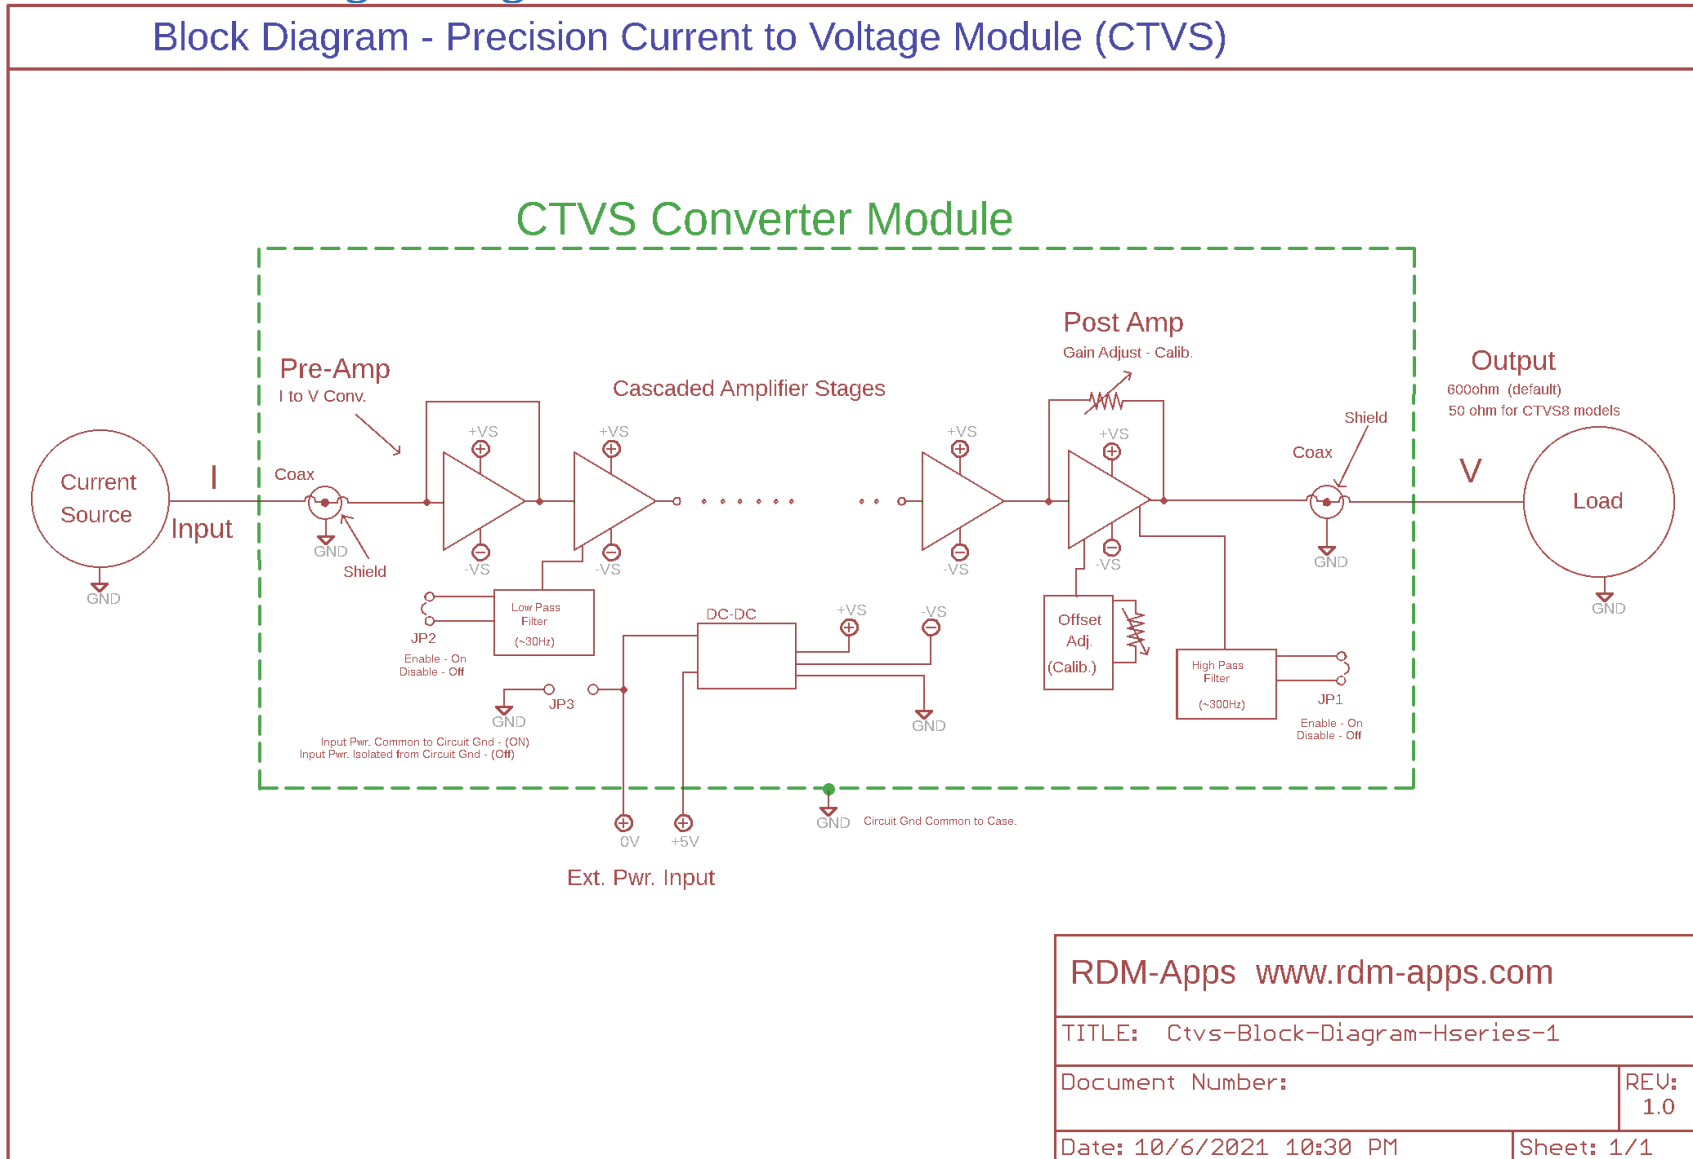 Block Diagram - Precision Current to Voltage Module (CTVS)
CTVS Converter Module
Pre-Amp
I to V Conv.
Cascaded Amplifier Stages
Post Amp
Gain Adjust - Calib.
Output
600ohm (default)
50 ohm for CTVS8 models
Shield
Coax
V
Load
GND
Current
Source
GND
I
Input
Coax
GND
Shield
+VS
-VS
+VS
-VS
+VS
-VS
+VS
-VS
GND
Low Pass
Filter
(~30Hz)
JP2
Enable - On
Disable - Off
DC-DC
+VS
-VS
GND
Offset
Adj.
(Calib.)
High Pass
Filter
(~300Hz)
JP1
Enable - On
Disable - Off
JP3
GND
Input Pwr. Common to Circuit Gnd - (ON)
Input Pwr. Isolated from Circuit Gnd - (Off)
0V
+5V
GND
Circuit Gnd Common to Case.
Ext. Pwr. Input
RDM-Apps www.rdm-apps.com
TITLE: Ctvs-Block-Diagram-Hseries-1
Document Number:
REV:
1.0
Date: 10/6/2021 10:30 PM
Sheet: 1/1